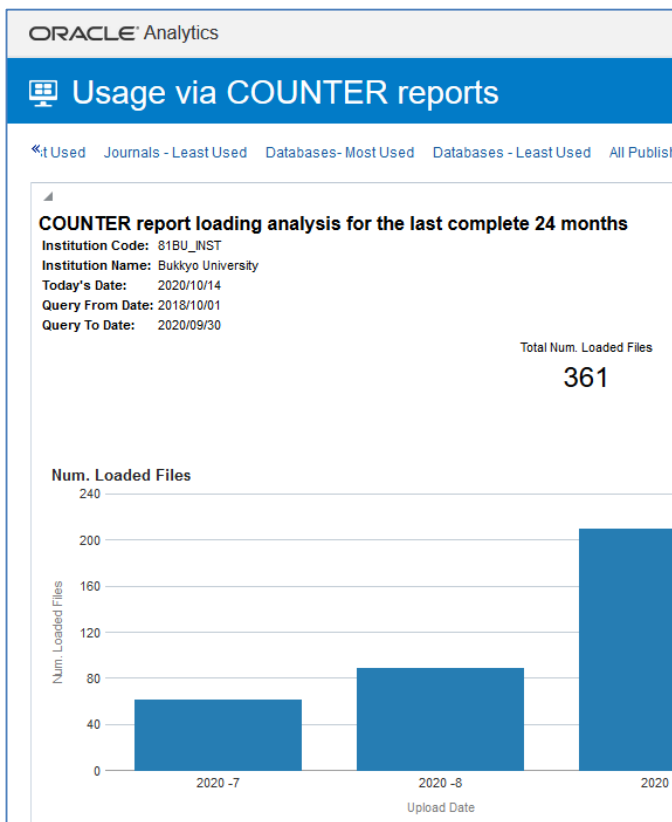 ORACLE Analytics
Usage via COUNTER reports
t Used Journals - Least Used Databases- Most Used Databases - Least Used All Publish
COUNTER report loading analysis for the last complete 24 months
Institution Code: 81BU_INST
Institution Name: Bukkyo University
Today's Date: 2020/10/14
Query From Date: 2018/10/01
Query To Date: 2020/09/30
Total Num. Loaded Files
361
Num. Loaded Files
240
200
160
120
80
40
0
Num. Loaded Files
2020 -7 2020 -8 2020
Upload Date